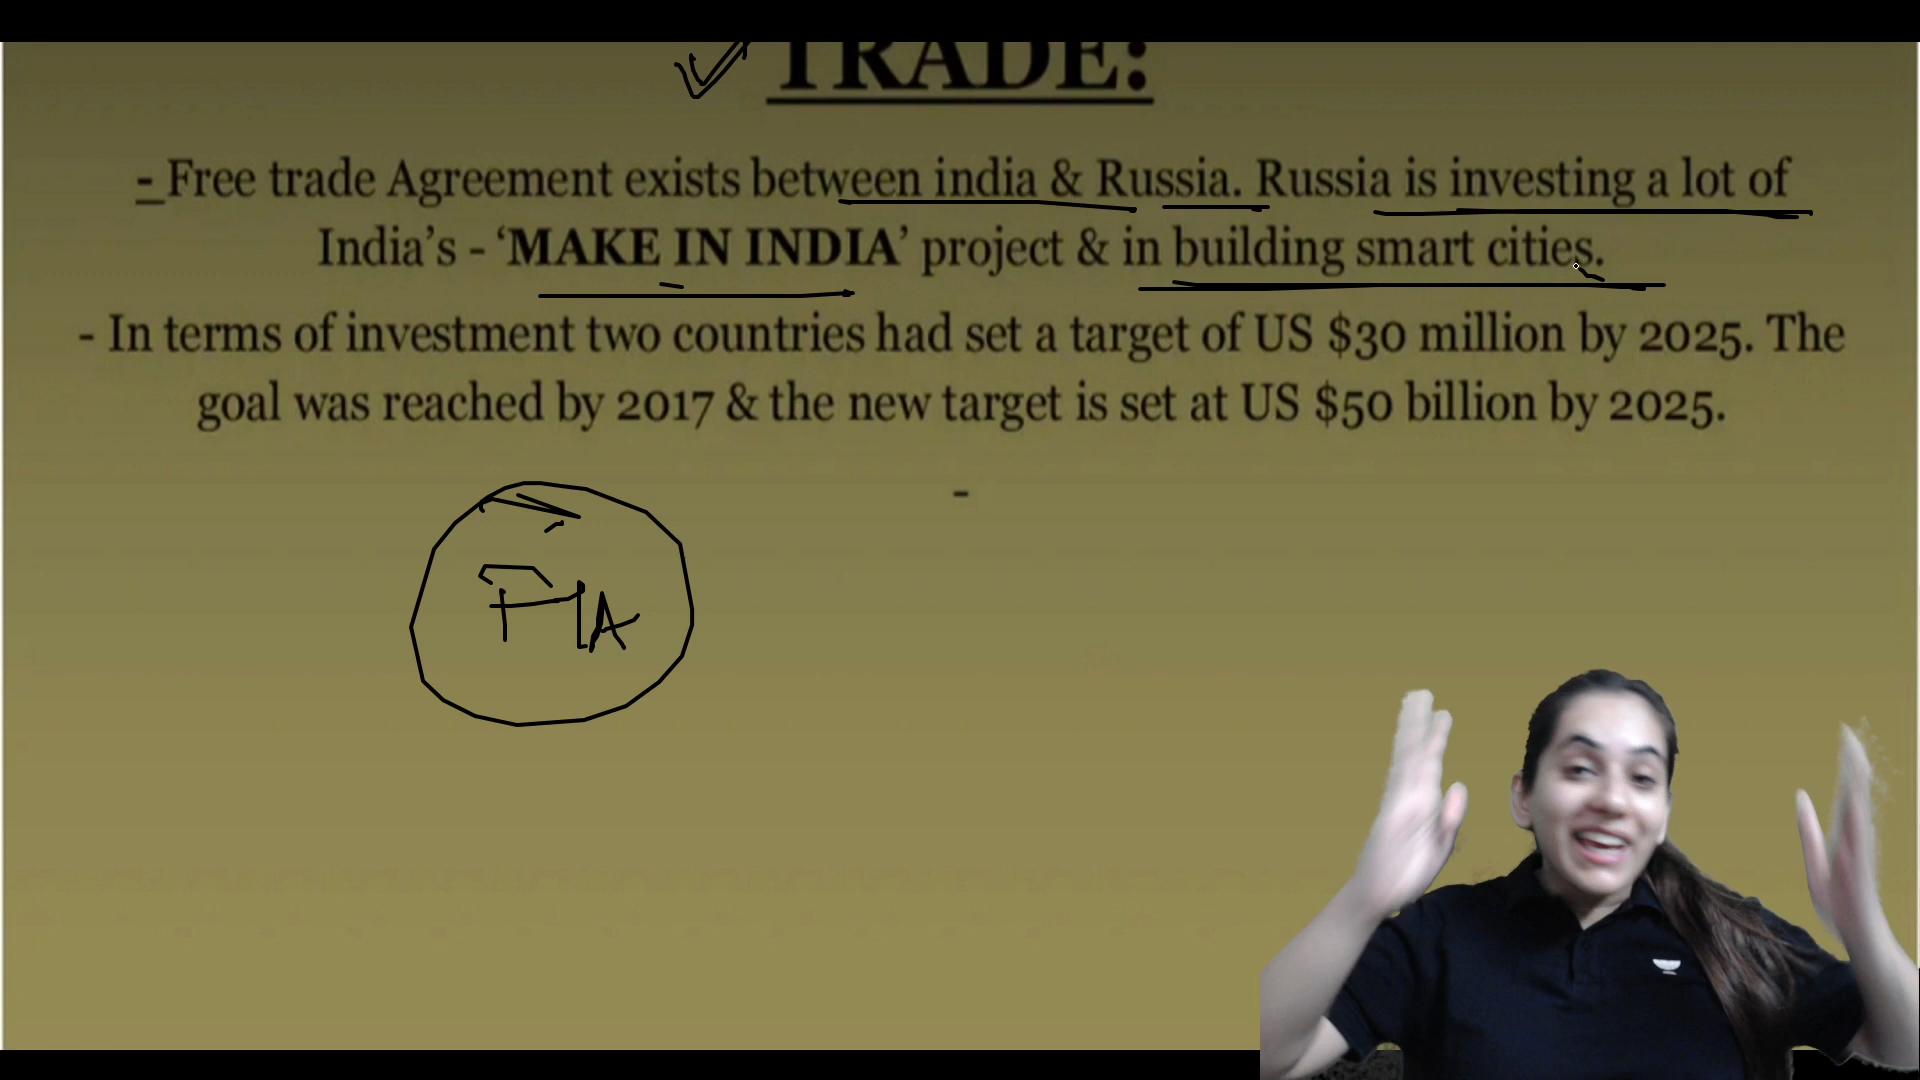 TRADE:
- Free trade Agreement exists between india & Russia. Russia is investing a lot of
India’s - ‘MAKE IN INDIA’ project & in building smart cities.
- In terms of investment two countries had set a target of US $30 million by 2025. The
goal was reached by 2017 & the new target is set at US $50 billion by 2025.
-